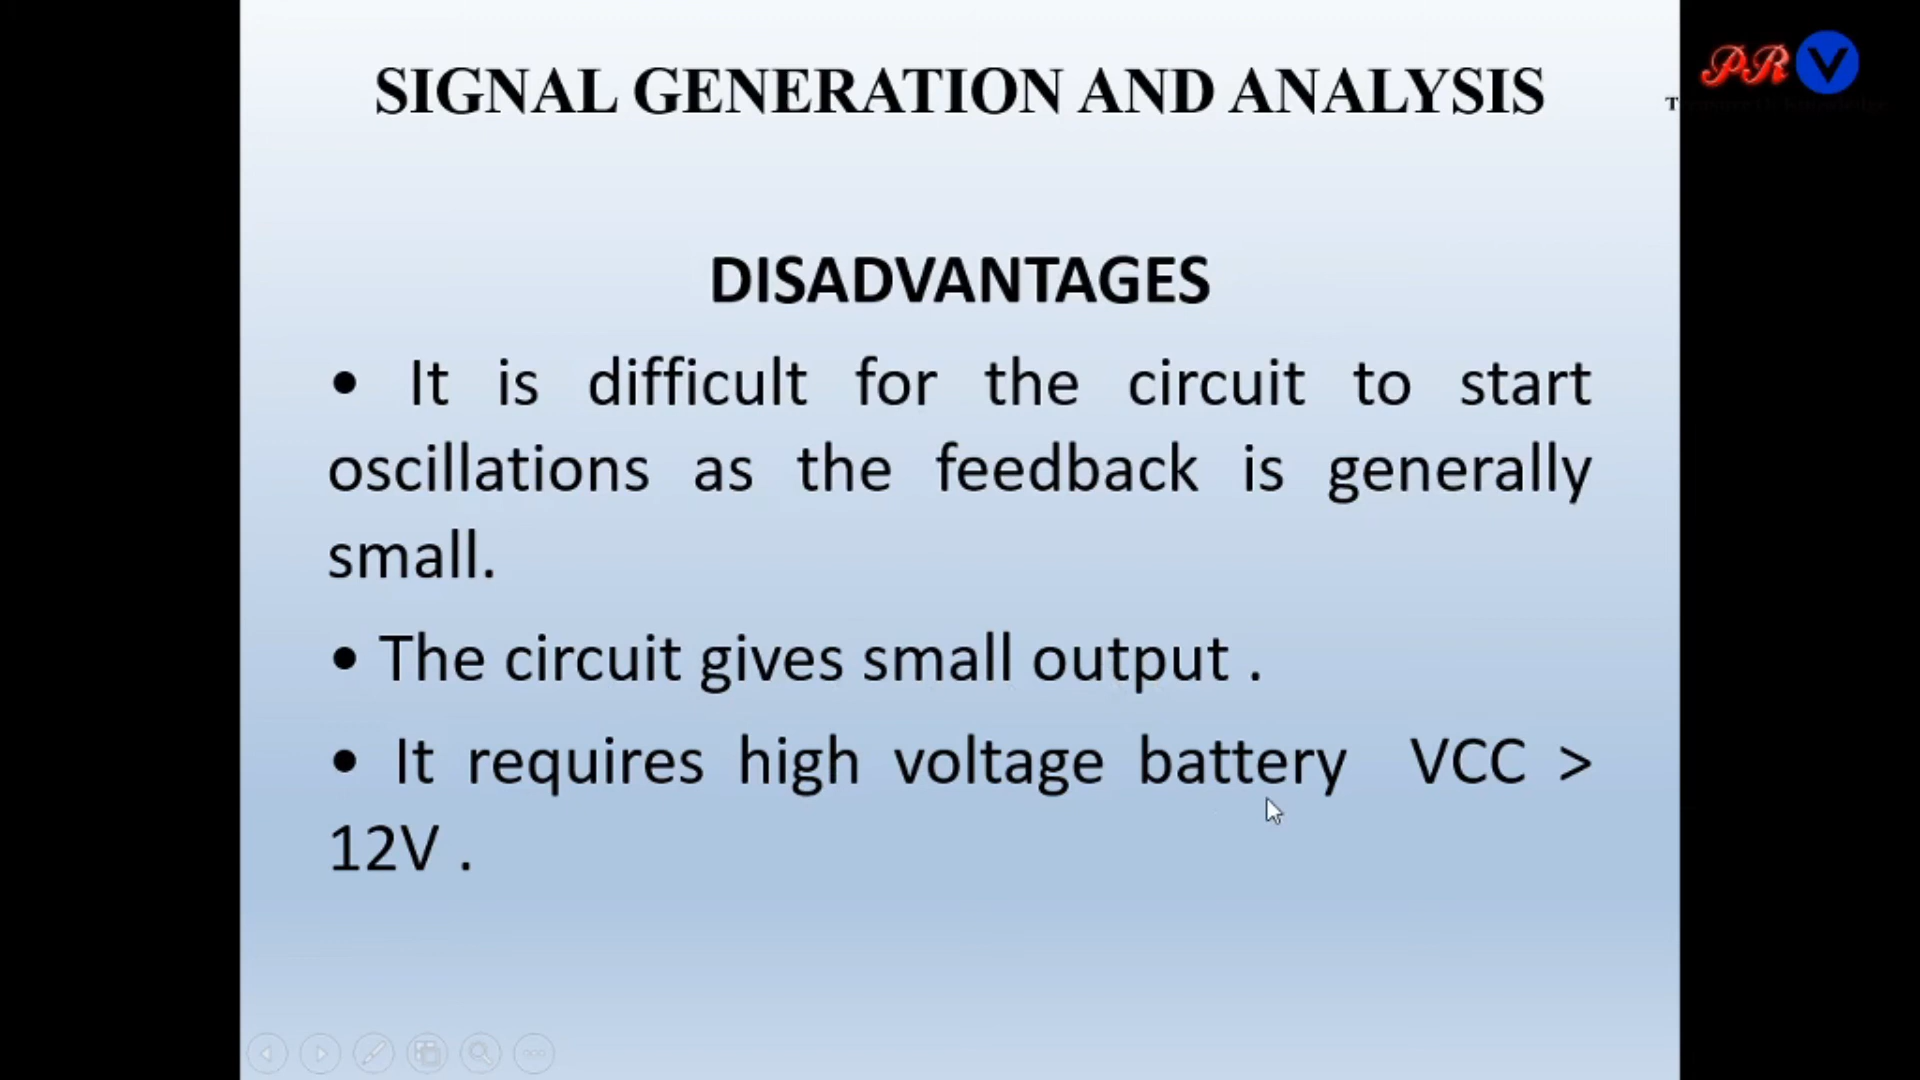 SIGNAL GENERATION AND ANALYSIS
PR V
DISADVANTAGES
• It is difficult for the circuit to start
oscillations as the feedback is generally
small.
• The circuit gives small output .
• It requires high voltage battery VCC >
12V .